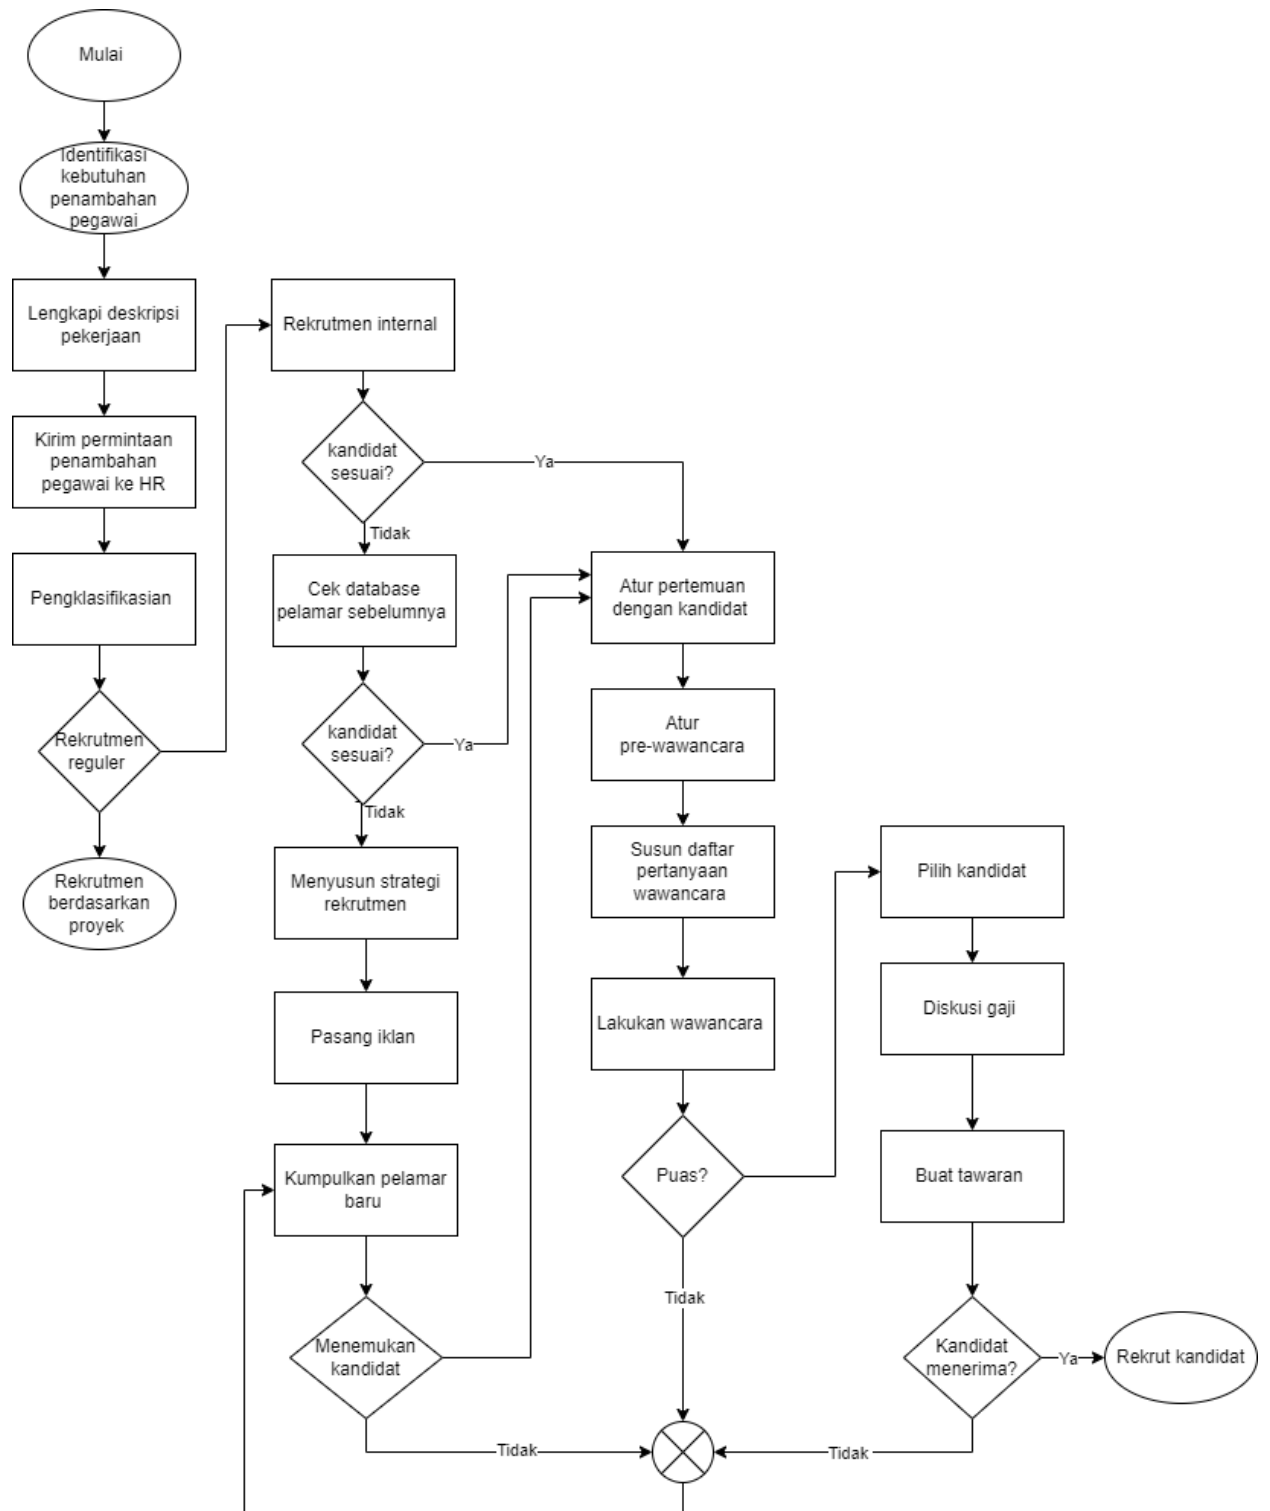 Mulai
Identifikasi
kebutuhan
penambahan
pegawai
Lengkapi deskripsi
pekerjaan
Kirim permintaan
penambahan
pegawai ke HR
Pengklasifikasian
Rekrutmen
reguler
Rekrutmen
berdasarkan
proyek
Rekrutmen internal
kandidat
sesuai?
Ya
Tidak
Cek database
pelamar sebelumnya
kandidat
sesuai?
Ya
Tidak
Menyusun strategi
rekrutmen
Pasang iklan
Kumpulkan pelamar
baru
Menemukan
kandidat
Tidak
Atur pertemuan
dengan kandidat
Atur
pre-wawancara
Susun daftar
pertanyaan
wawancara
Lakukan wawancara
Puas?
Tidak
Pilih kandidat
Diskusi gaji
Buat tawaran
Kandidat
menerima?
Ya
Tidak
Rekrut kandidat